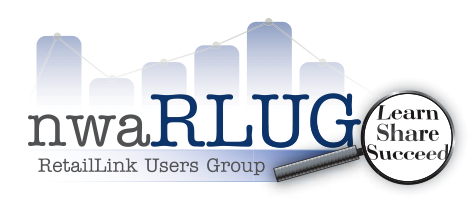 nwaRLUG
RetailLink Users Group
Learn
Share
Succeed